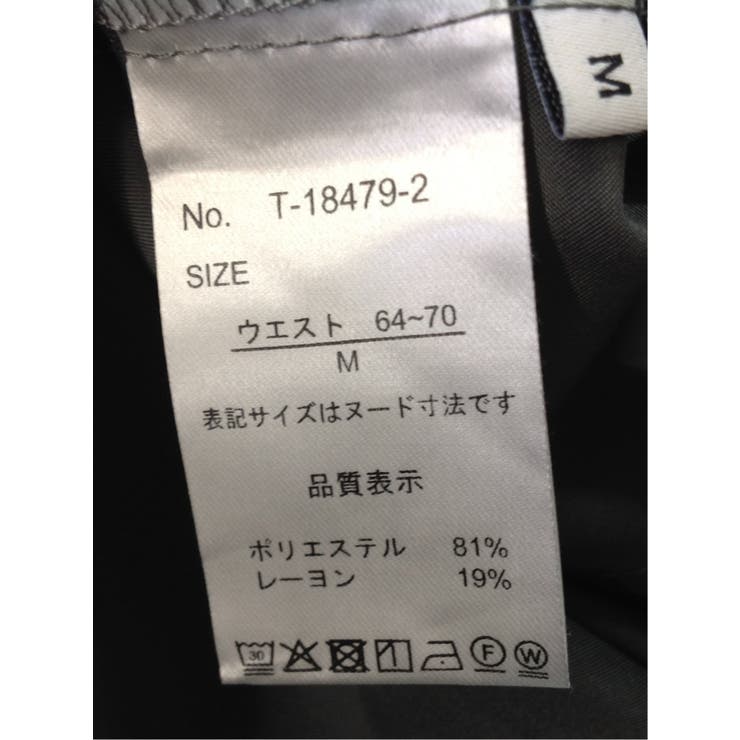 M
No. T-18479-2
SIZE
ウエスト 64~70
M
表記サイズはヌード寸法です
品質表示
ポリエステル 81%
レーヨン 19%
30 F W